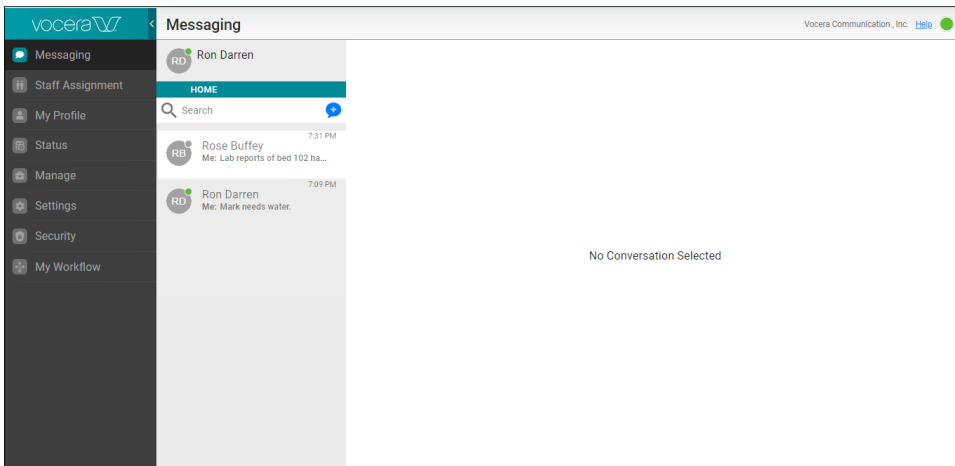 vocera
Messaging
Vocera Communication , Inc. Help
Messaging
Staff Assignment
My Profile
Status
Manage
Settings
Security
My Workflow
RD Ron Darren
HOME
Search
7:31 PM
RB Rose Buffey
Me: Lab reports of bed 102 ha...
7:09 PM
RD Ron Darren
Me: Mark needs water.
No Conversation Selected